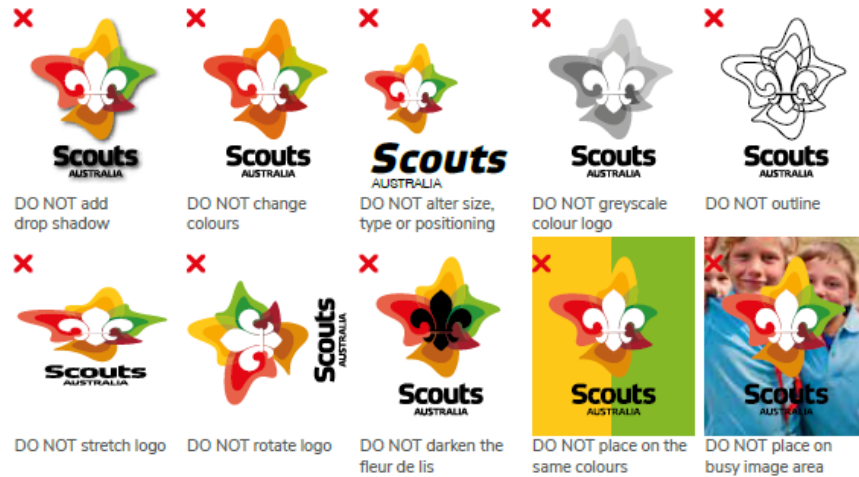 Scouts
AUSTRALIA
DO NOT add
drop shadow
Scouts
AUSTRALIA
DO NOT change
colours
Scouts
AUSTRALIA
DO NOT alter size,
type or positioning
Scouts
AUSTRALIA
DO NOT greyscale
colour logo
Scouts
AUSTRALIA
DO NOT outline
Scouts
AUSTRALIA
DO NOT stretch logo
Scouts
AUSTRALIA
DO NOT rotate logo
Scouts
AUSTRALIA
DO NOT darken the
fleur de lis
Scouts
AUSTRALIA
DO NOT place on the
same colours
Scouts
AUSTRALIA
DO NOT place on
busy image area